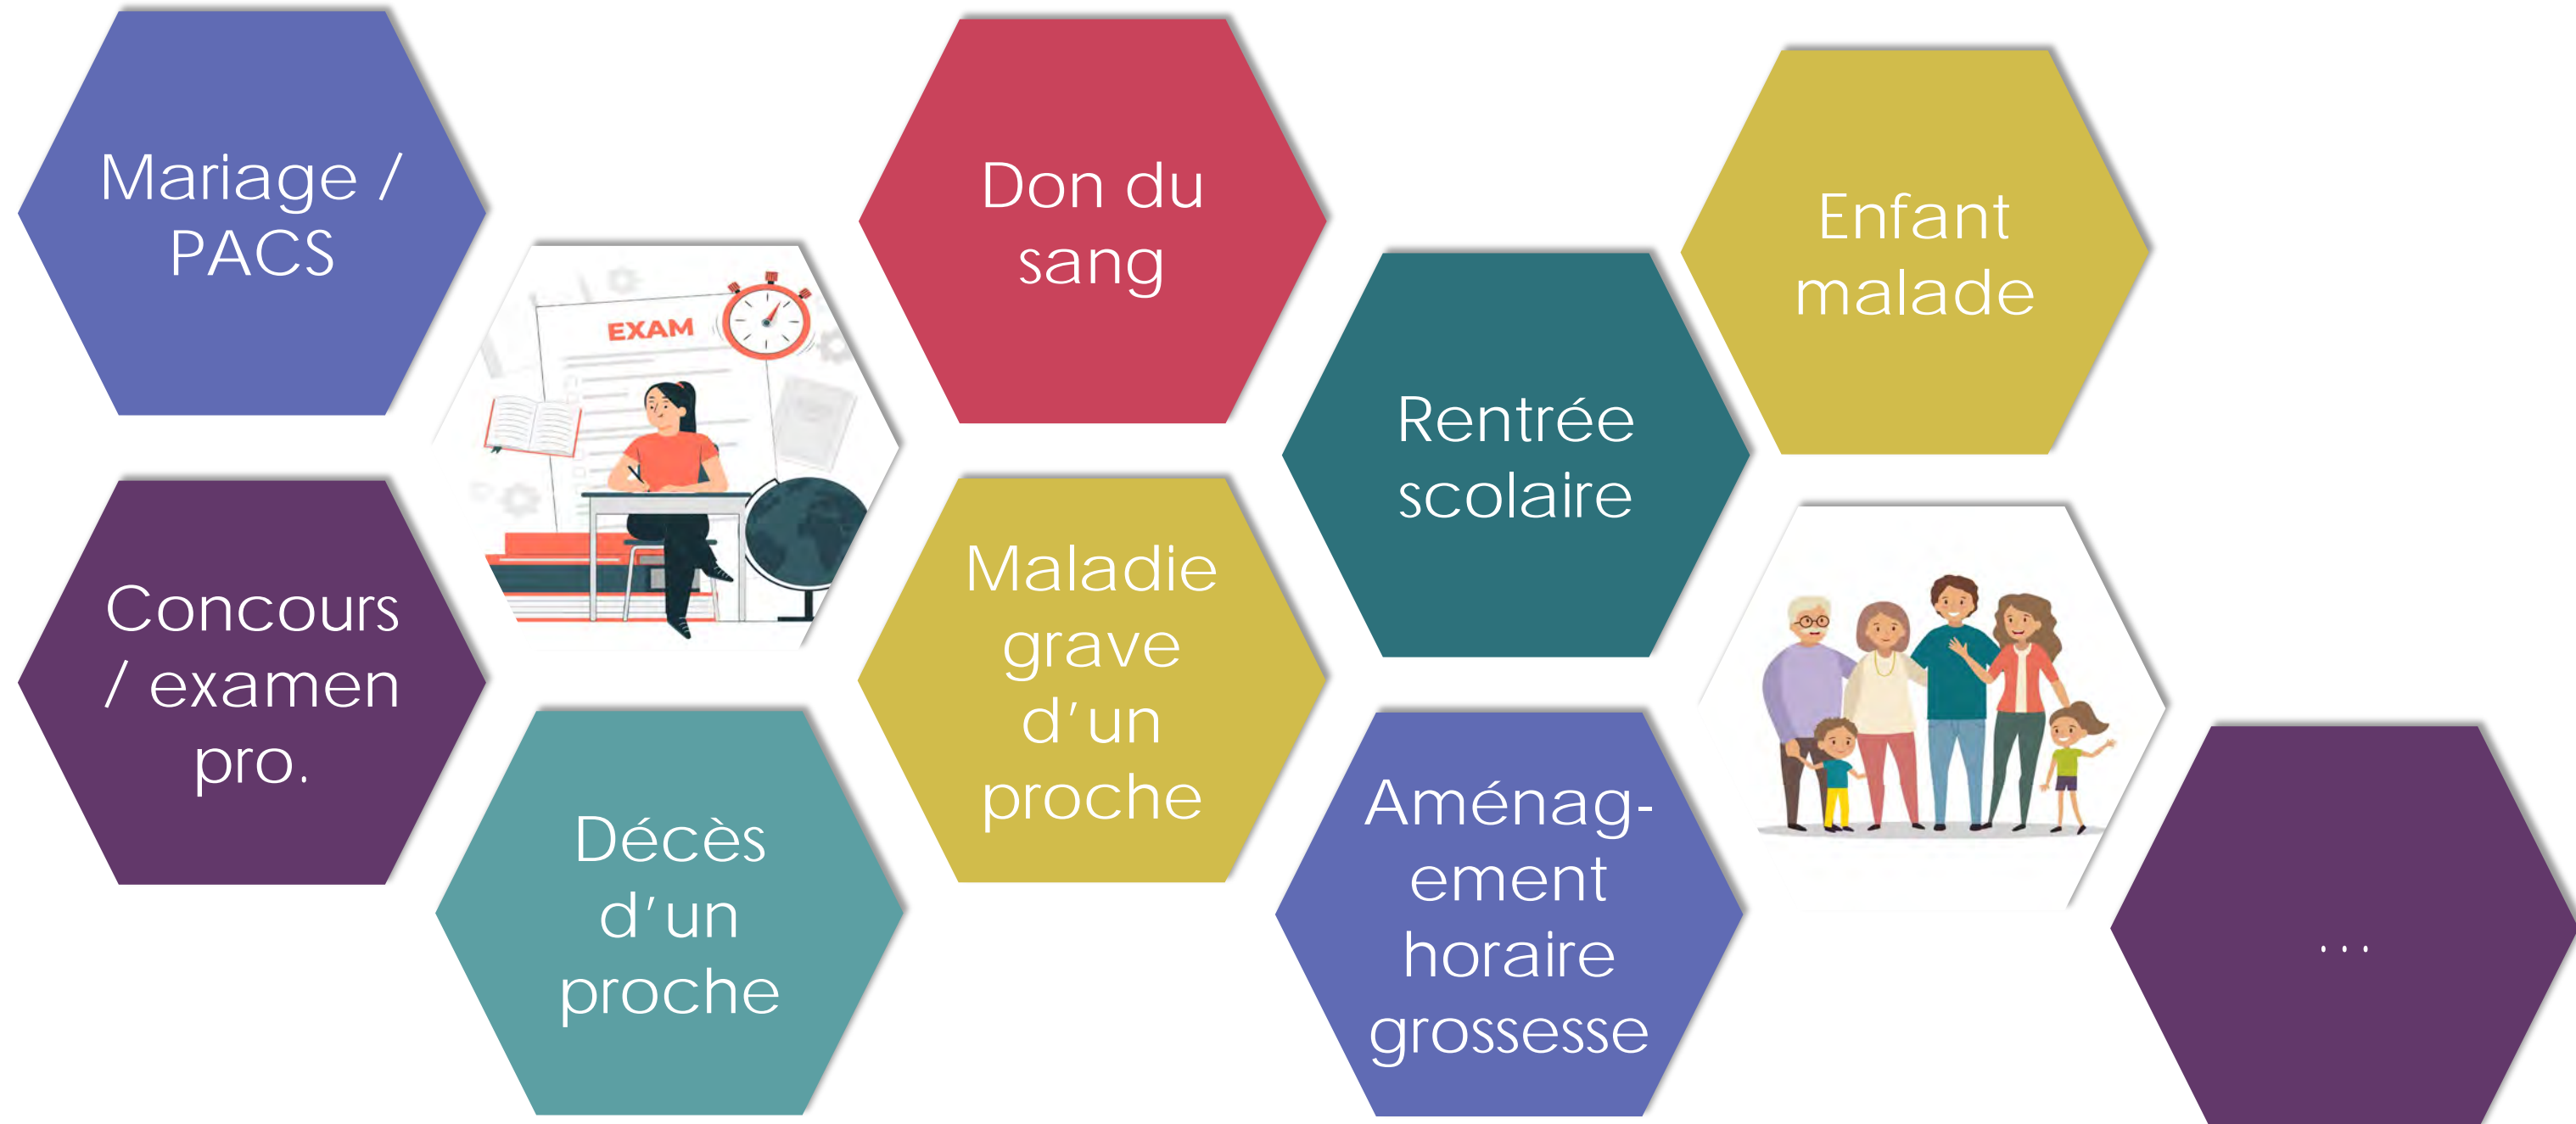 Mariage /
PACS
EXAM
Don du
sang
Enfant
malade
Rentrée
scolaire
Concours
/ examen
pro.
Maladie
grave
d’un
proche
Décès
d’un
proche
Aménag-
ement
horaire
grossesse
...